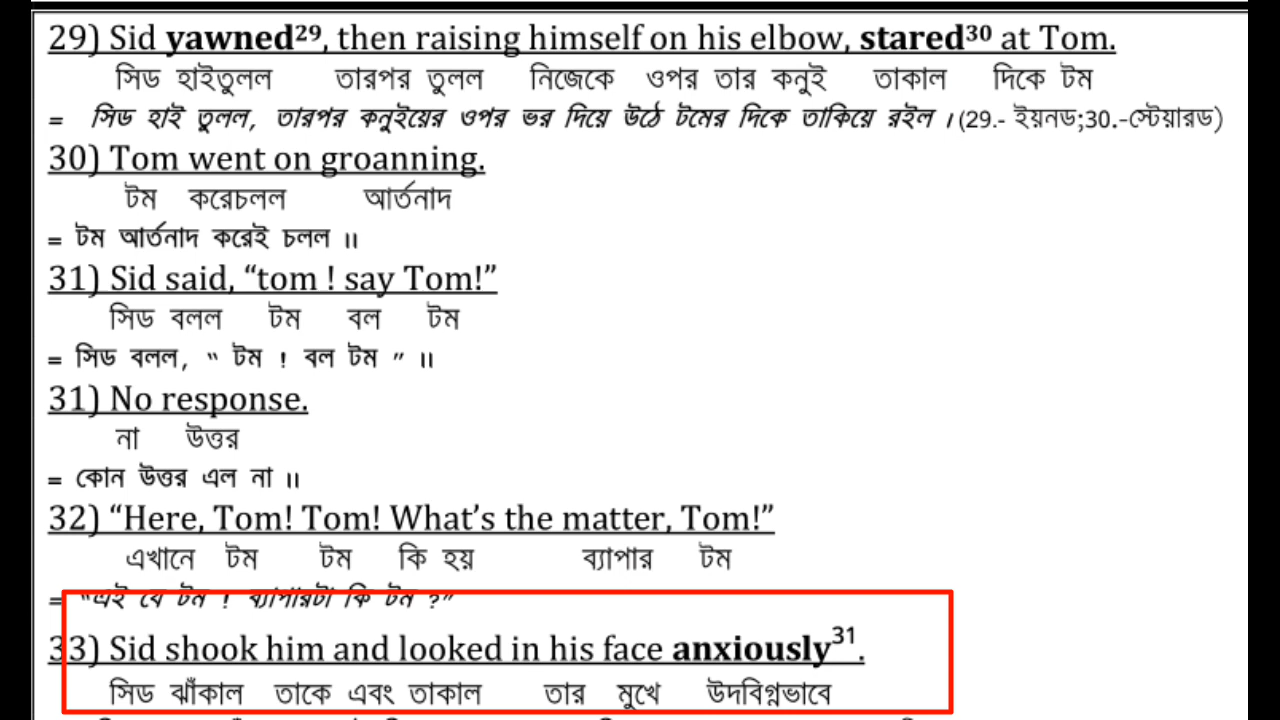 29) Sid yawned²⁹, then raising himself on his elbow, stared³⁰ at Tom.
সিড হাইতুলল তারপর তুলল নিজেকে ওপর তার কনুই তাকাল দিকে টম
= সিড হাই তুলল, তারপর কনুইয়ের ওপর ভর দিয়ে উঠে টমের দিকে তাকিয়ে রইল । (29.- ইয়নড;30.-স্টেয়ারড)
30) Tom went on groanning.
টম করেচলল আর্তনাদ
= টম আর্তনাদ করেই চলল ॥
31) Sid said, “tom ! say Tom!”
সিড বলল টম বল টম
= সিড বলল, “ টম ! বল টম ” ॥
31) No response.
না উত্তর
= কোন উত্তর এল না ॥
32) “Here, Tom! Tom! What’s the matter, Tom!”
এখানে টম টম কি হয় ব্যাপার টম
= “এই যে টম ! ব্যাপারটা কি টম ?”
33) Sid shook him and looked in his face anxiously³¹.
সিড ঝাঁকাল তাকে এবং তাকাল তার মুখে উদবিগ্নভাবে